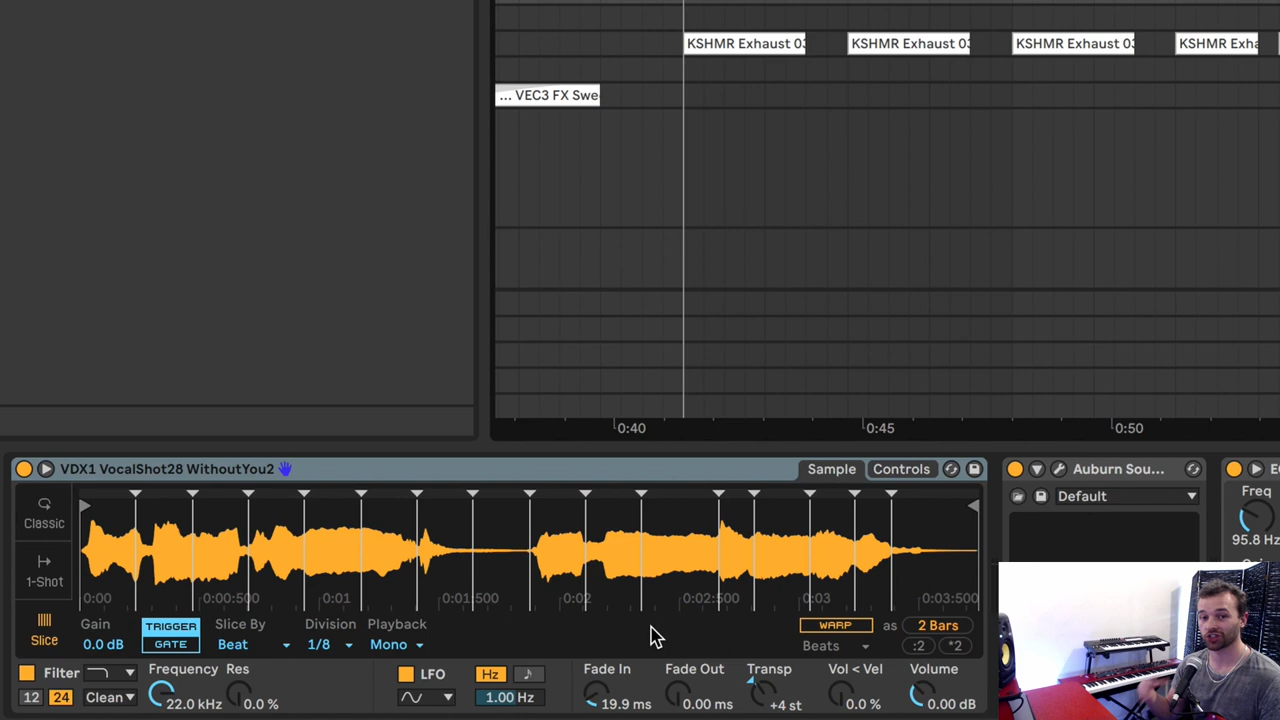 KSHMR Exhaust 03 KSHMR Exhaust 03 KSHMR Exhaust 03 KSHMR Exha
... VEC3 FX Swe
0:40 0:45 0:50
VDX1 VocalShot28 WithoutYou2 Sample Controls
Classic
1-Shot
Slice
0:00 0:00:500 0:01 0:01:500 0:02 0:02:500 0:03 0:03:500
Gain TRIGGER Slice By Division Playback WARP as 2 Bars
0.0 dB GATE Beat 1/8 Mono Beats :2 *2
Filter Frequency Res LFO Hz Fade In Fade Out Transp Vol < Vel Volume
12 24 Clean 22.0 kHz 0.0 % 1.00 Hz 19.9 ms 0.00 ms +4 st 0.0 % 0.00 dB
Auburn Sou...
Default
Freq
95.8 Hz